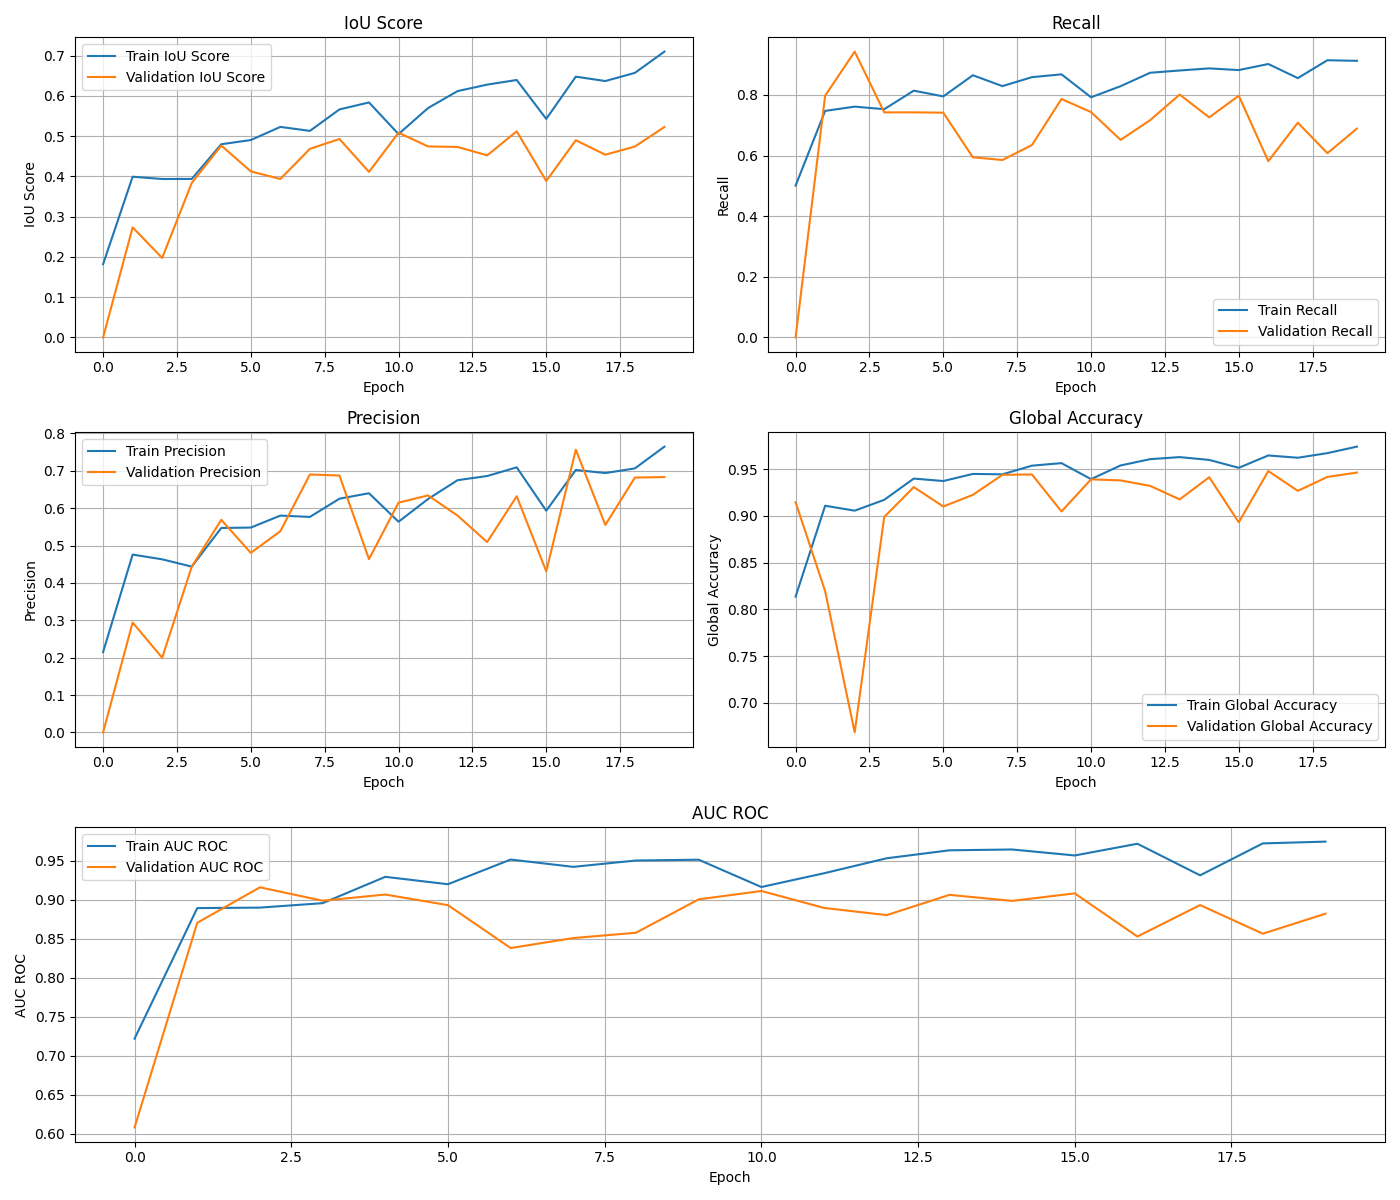 IoU Score
Train IoU Score
Validation IoU Score
0.7
0.6
0.5
0.4
0.3
0.2
0.1
0.0
IoU Score
0.0 2.5 5.0 7.5 10.0 12.5 15.0 17.5
Epoch
Recall
0.8
0.6
0.4
0.2
0.0
Recall
Train Recall
Validation Recall
0.0 2.5 5.0 7.5 10.0 12.5 15.0 17.5
Epoch
Precision
Train Precision
Validation Precision
0.8
0.7
0.6
0.5
0.4
0.3
0.2
0.1
0.0
Precision
0.0 2.5 5.0 7.5 10.0 12.5 15.0 17.5
Epoch
Global Accuracy
0.95
0.90
0.85
0.80
0.75
0.70
Global Accuracy
Train Global Accuracy
Validation Global Accuracy
0.0 2.5 5.0 7.5 10.0 12.5 15.0 17.5
Epoch
AUC ROC
Train AUC ROC
Validation AUC ROC
0.95
0.90
0.85
0.80
0.75
0.70
0.65
0.60
AUC ROC
0.0 2.5 5.0 7.5 10.0 12.5 15.0 17.5
Epoch